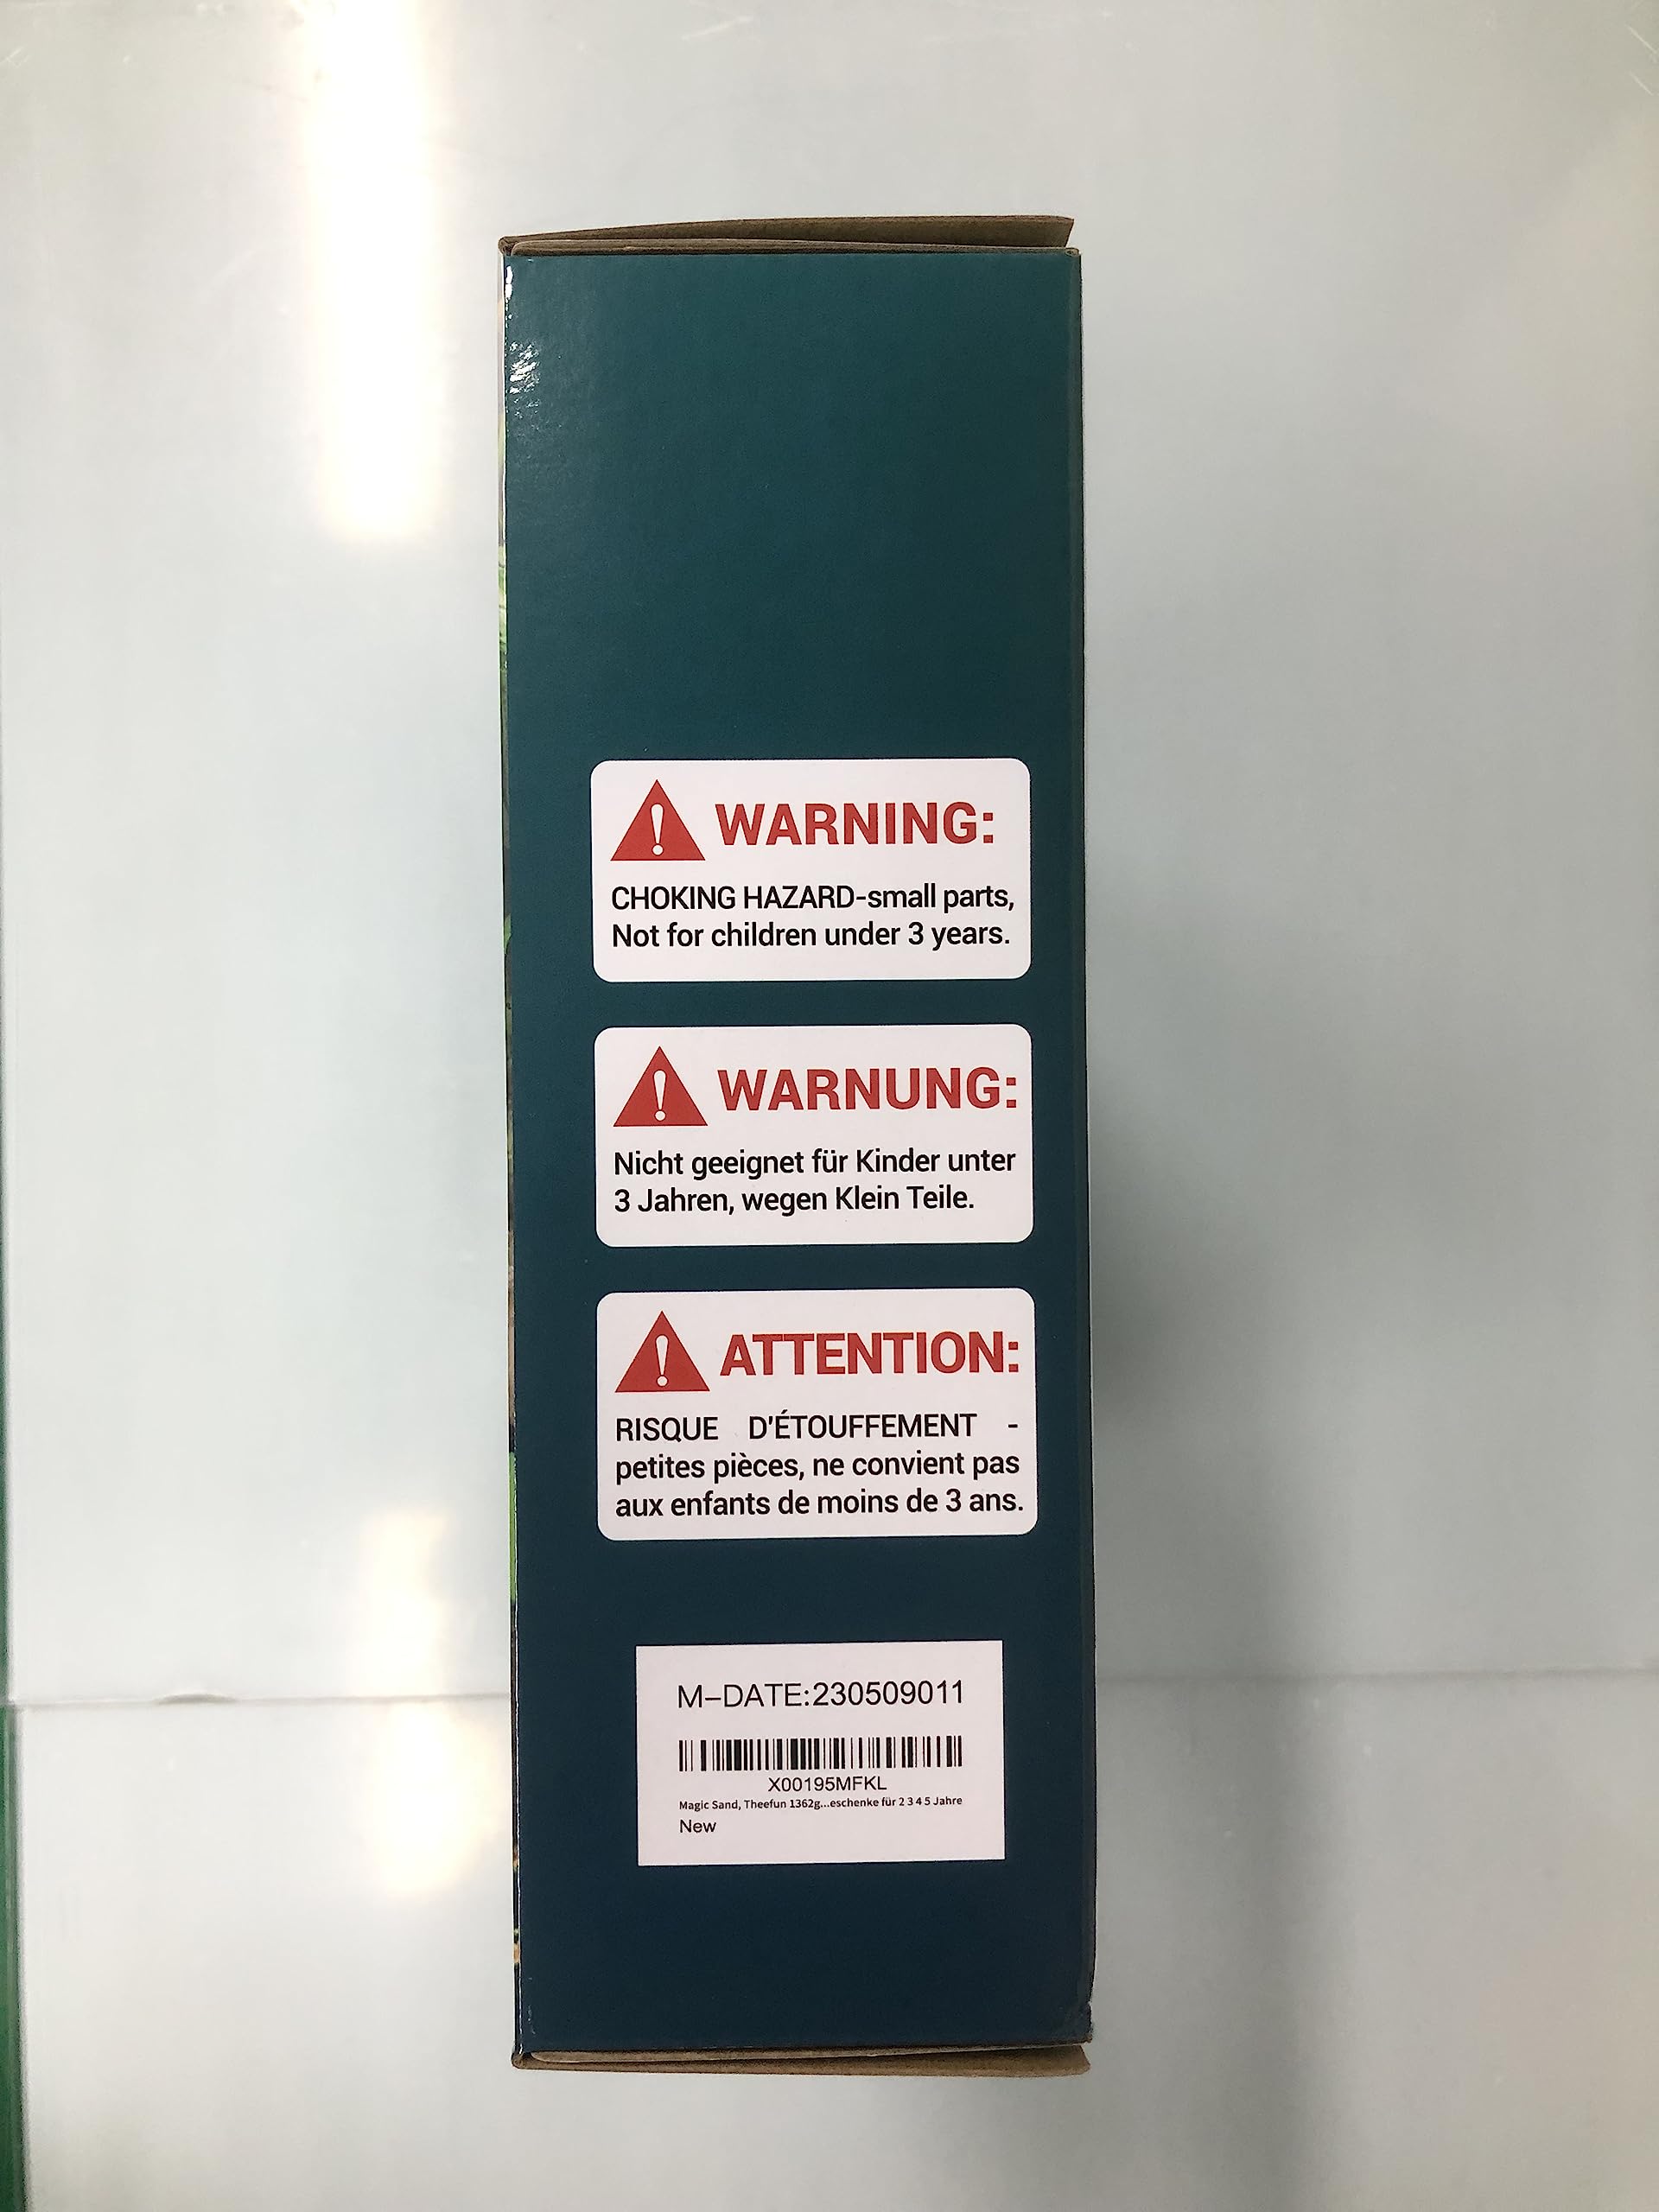 WARNING:
CHOKING HAZARD-small parts,
Not for children under 3 years.
WARNUNG:
Nicht geeignet für Kinder unter
3 Jahren, wegen Klein Teile.
ATTENTION:
RISQUE D'ÉTOUFFEMENT -
petites pièces, ne convient pas
aux enfants de moins de 3 ans.
M-DATE:230509011
X00195MFKL
Magic Sand, Theefun 1362g...eschenke für 2 3 4 5 Jahre
New